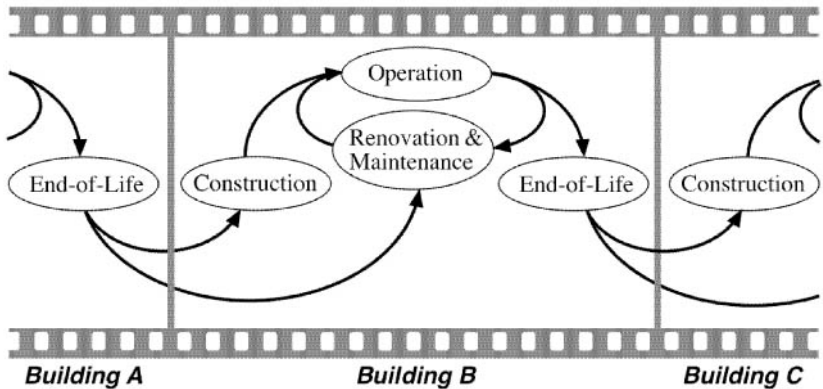 Operation
Renovation &
Maintenance
End-of-Life
Construction
End-of-Life
Construction
Building A
Building B
Building C